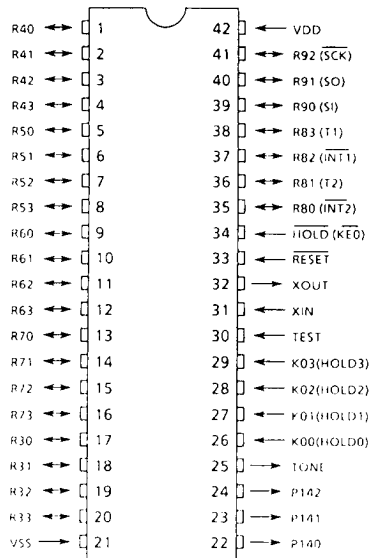 R40 1 42 VDD
R41 2 41 R92 (SCK)
R42 3 40 R91 (SO)
R43 4 39 R90 (SI)
R50 5 38 R83 (T1)
R51 6 37 R82 (INT1)
R52 7 36 R81 (T2)
R53 8 35 R80 (INT2)
R60 9 34 HOLD (KE0)
R61 10 33 RESET
R62 11 32 XOUT
R63 12 31 XIN
R70 13 30 TEST
R71 14 29 K03(HOLD3)
R72 15 28 K02(HOLD2)
R73 16 27 K01(HOLD1)
R30 17 26 K00(HOLD0)
R31 18 25 TONE
R32 19 24 P142
R33 20 23 P141
VSS 21 22 P140